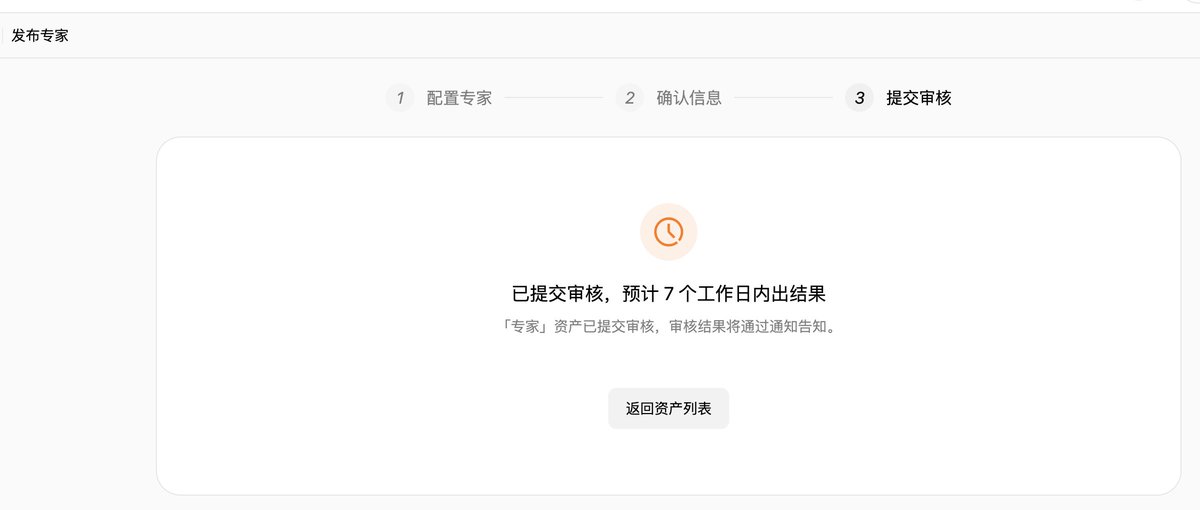 发布专家
1 配置专家 2 确认信息 3 提交审核
已提交审核，预计 7 个工作日内出结果
「专家」资产已提交审核，审核结果将通过通知告知。
返回资产列表